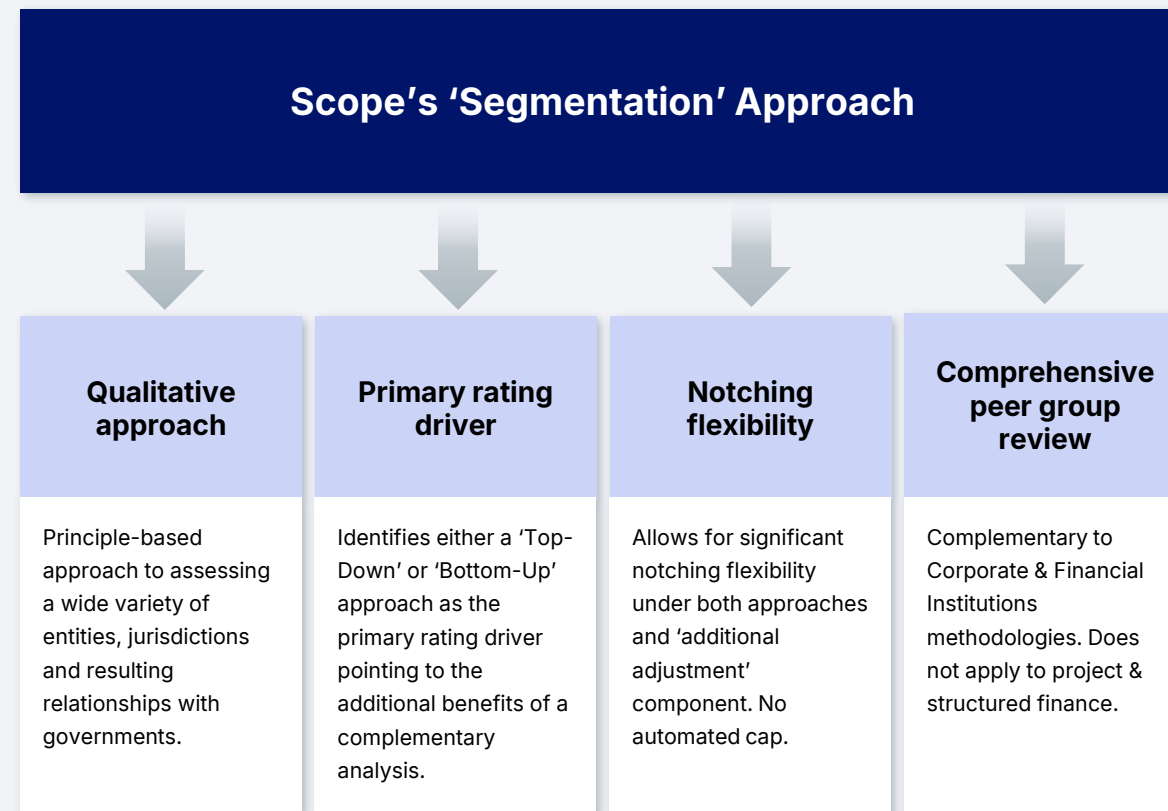 Scope’s ‘Segmentation’ Approach
Qualitative
approach
Principle-based
approach to assessing
a wide variety of
entities, jurisdictions
and resulting
relationships with
governments.
Primary rating
driver
Identifies either a ‘Top-
Down’ or ‘Bottom-Up’
approach as the
primary rating driver
pointing to the
additional benefits of a
complementary
analysis.
Notching
flexibility
Allows for significant
notching flexibility
under both approaches
and ‘additional
adjustment’
component. No
automated cap.
Comprehensive
peer group
review
Complementary to
Corporate & Financial
Institutions
methodologies. Does
not apply to project &
structured finance.